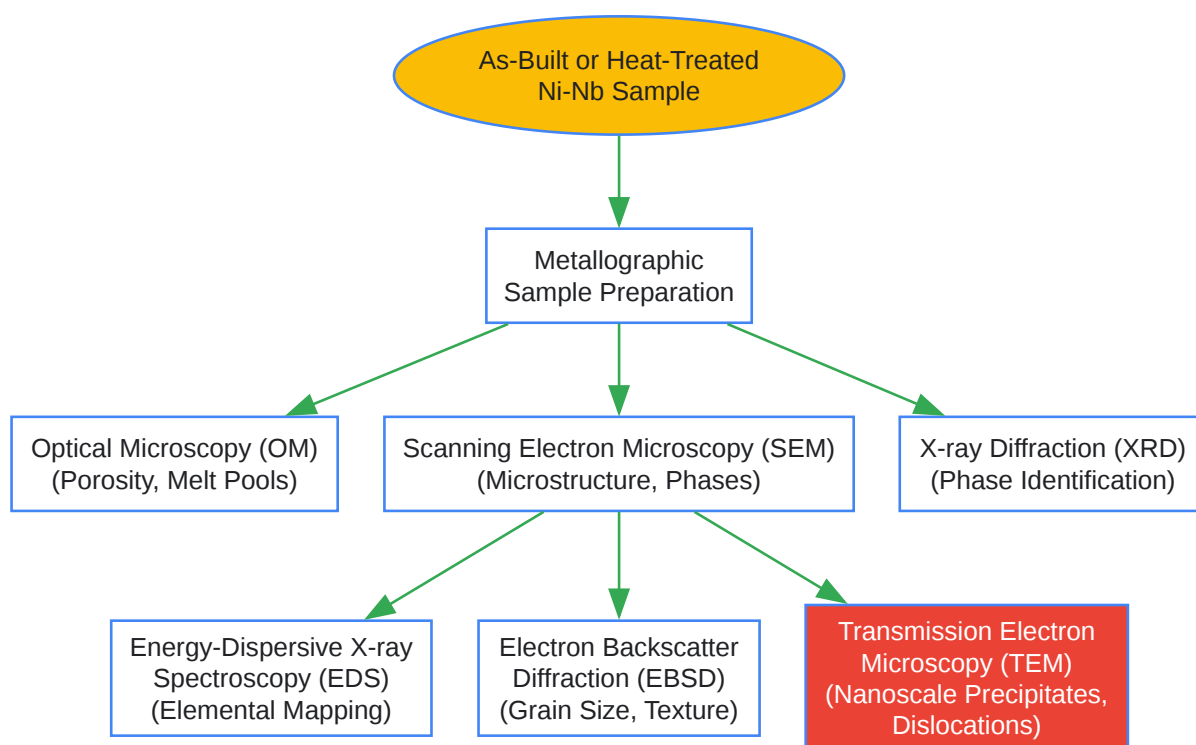 As-Built or Heat-Treated
Ni-Nb Sample
Metallographic
Sample Preparation
Optical Microscopy (OM)
(Porosity, Melt Pools)
Scanning Electron Microscopy (SEM)
(Microstructure, Phases)
X-ray Diffraction (XRD)
(Phase Identification)
Energy-Dispersive X-ray
Spectroscopy (EDS)
(Elemental Mapping)
Electron Backscatter
Diffraction (EBSD)
(Grain Size, Texture)
Transmission Electron
Microscopy (TEM)
(Nanoscale Precipitates,
Dislocations)